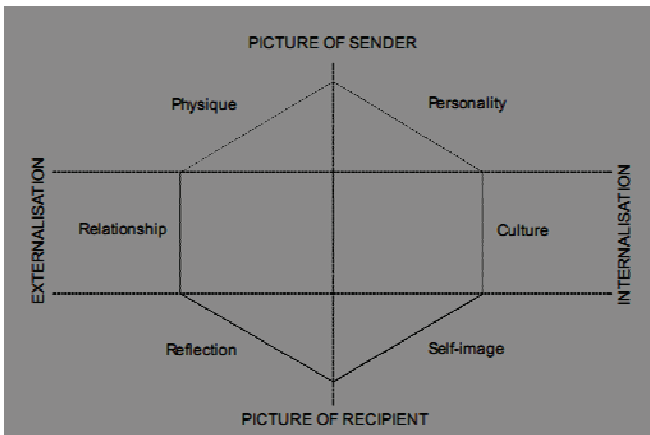 PICTURE OF SENDER
Physique
Personality
EXTERNALISATION
Relationship
Culture
INTERNALISATION
Reflection
Self-image
PICTURE OF RECIPIENT